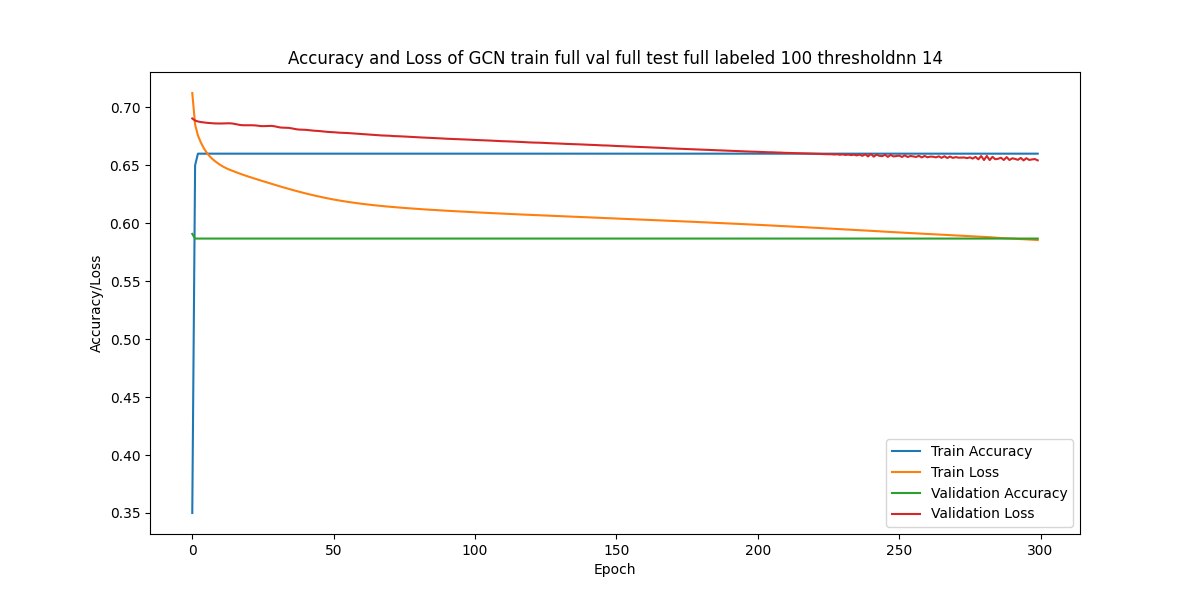 Accuracy and Loss of GCN train full val full test full labeled 100 thresholdnn 14
Accuracy/Loss
0.70
0.65
0.60
0.55
0.50
0.45
0.40
0.35
0
50
100
150
200
250
300
Epoch
Train Accuracy
Train Loss
Validation Accuracy
Validation Loss